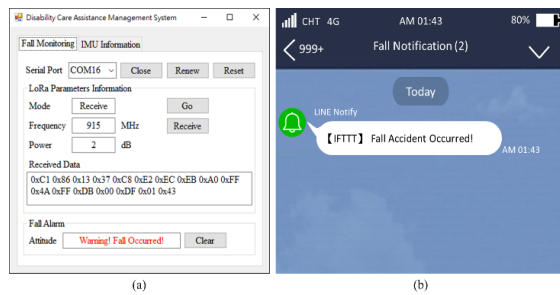 Disability Care Assistance Management System
Fall Monitoring IMU Information
Serial Port COM16 Close Renew Reset
LoRa Parameters Information
Mode Receive Go
Frequency 915 MHz Receive
Power 2 dB
Received Data
0xC1 0x86 0x13 0x37 0xC8 0xE2 0xEC 0xEB 0xA0 0xFF
0x4A 0xFF 0xDB 0x00 0xDF 0x01 0x43
Fall Alarm
Attitude Warning! Fall Occurred! Clear
(a)
CHT 4G AM 01:43 80%
999+ Fall Notification (2)
Today
LINE Notify
【IFTTT】 Fall Accident Occurred!
AM 01:43
(b)